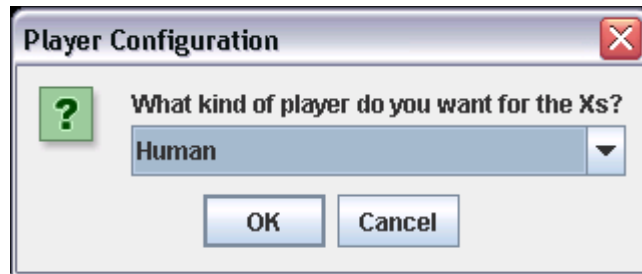 Player Configuration
?
What kind of player do you want for the Xs?
Human
OK Cancel